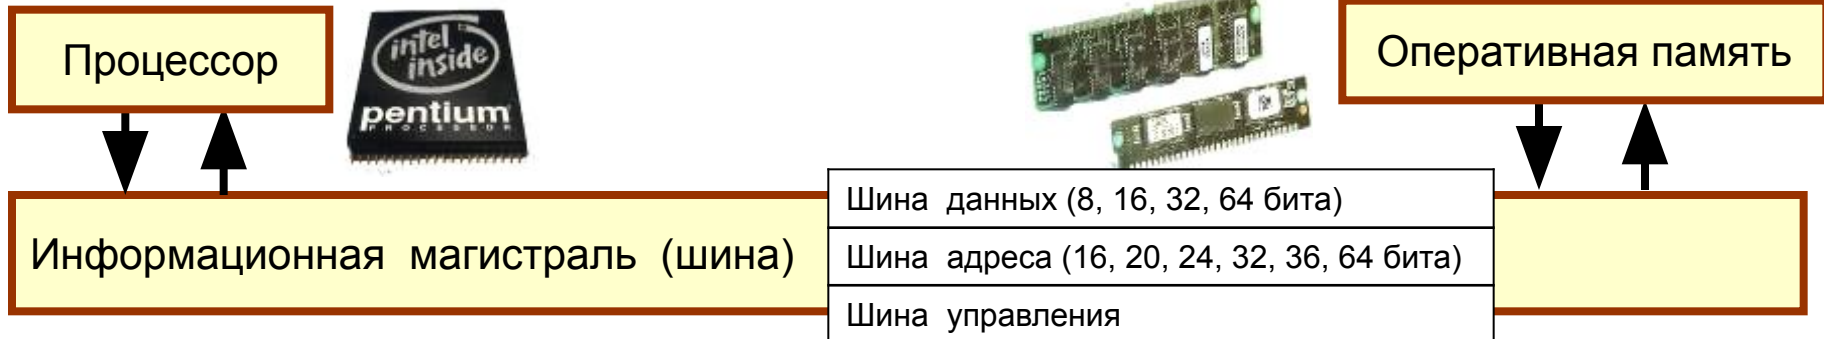 Процессор
intel
inside
pentium
PROCESSOR
Оперативная память
Информационная магистраль (шина)
Шина данных (8, 16, 32, 64 бита)
Шина адреса (16, 20, 24, 32, 36, 64 бита)
Шина управления